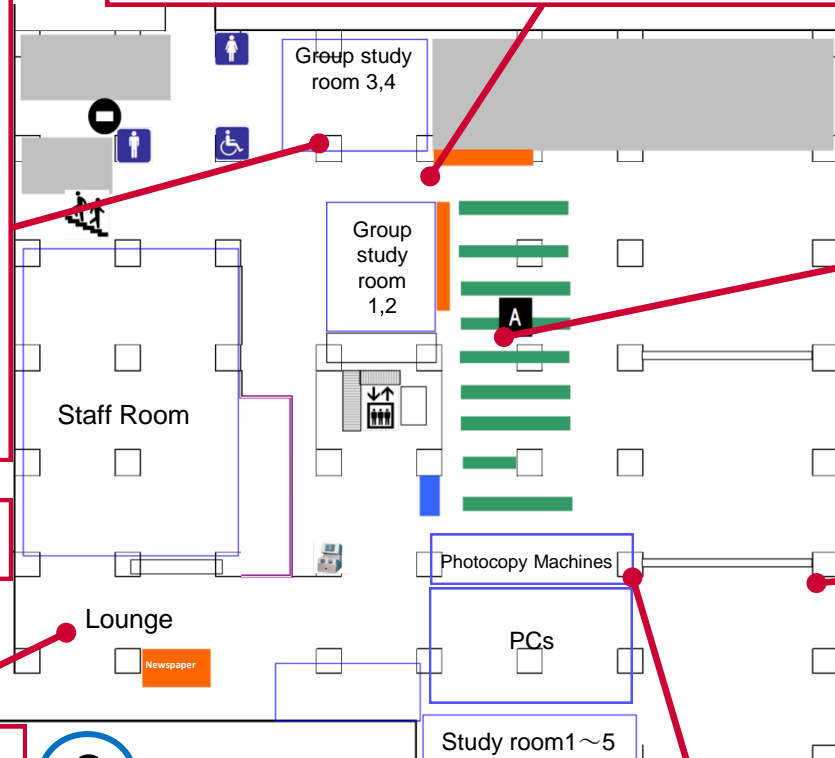 Group study
room 3,4
Group
study
room
1,2
A
Staff Room
Photocopy Machines
Lounge
PCs
Newspaper
Study room1～5